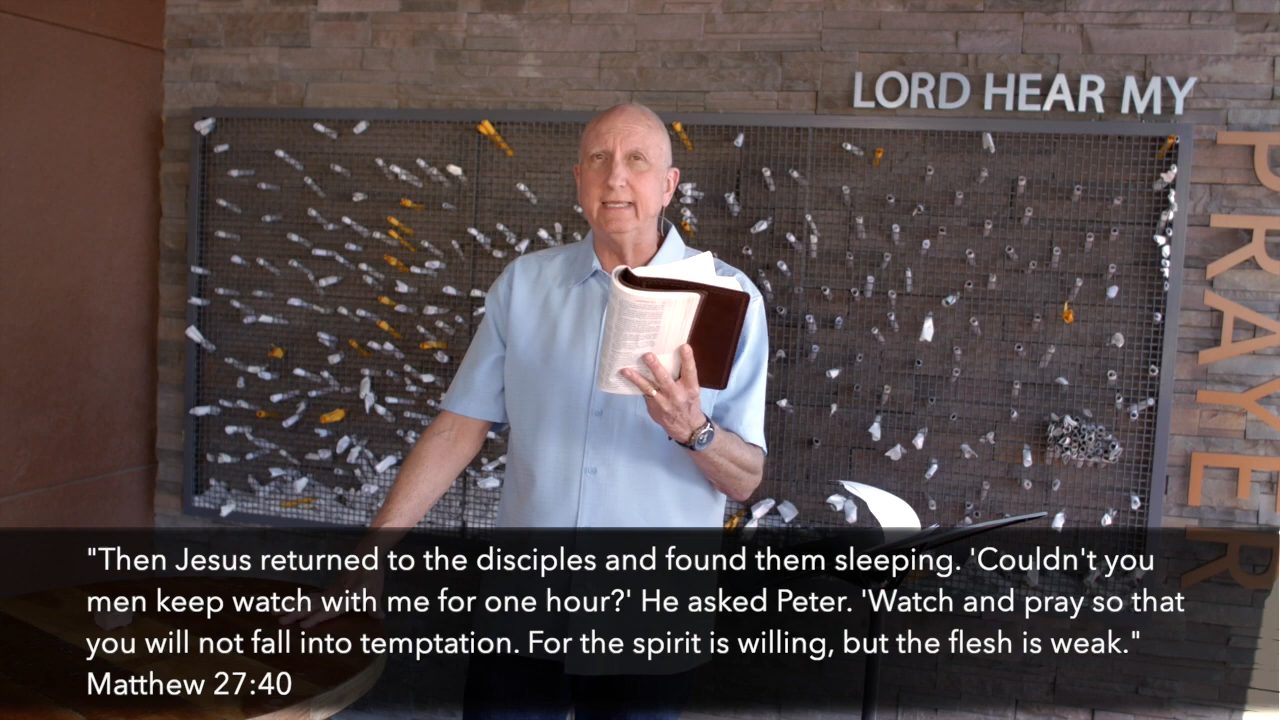 LORD HEAR MY
PRAYER
"Then Jesus returned to the disciples and found them sleeping. 'Couldn't you
men keep watch with me for one hour?' He asked Peter. 'Watch and pray so that
you will not fall into temptation. For the spirit is willing, but the flesh is weak."
Matthew 27:40